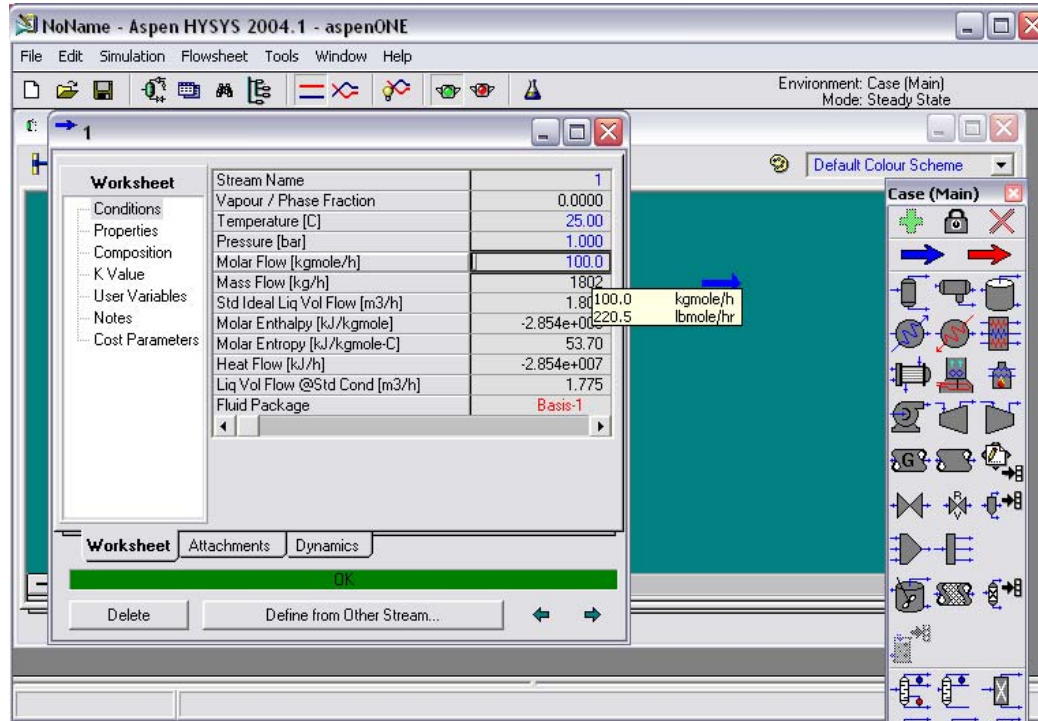 NoName - Aspen HYSYS 2004.1 - aspenONE
File Edit Simulation Flowsheet Tools Window Help
Environment: Case (Main)
Mode: Steady State
1
Default Colour Scheme
Case (Main)
Worksheet
Conditions
Properties
Composition
K Value
User Variables
Notes
Cost Parameters
Stream Name 1
Vapour / Phase Fraction 0.0000
Temperature [C] 25.00
Pressure [bar] 1.000
Molar Flow [kgmole/h] 100.0
Mass Flow [kg/h] 1802
Std Ideal Liq Vol Flow [m3/h] 1.80
Molar Enthalpy [kJ/kgmole] -2.854e+00
Molar Entropy [kJ/kgmole-C] 53.70
Heat Flow [kJ/h] -2.854e+007
Liq Vol Flow @Std Cond [m3/h] 1.775
Fluid Package Basis-1
100.0 kgmole/h
220.5 lbmole/hr
G
R
Worksheet Attachments Dynamics
OK
Delete Define from Other Stream...